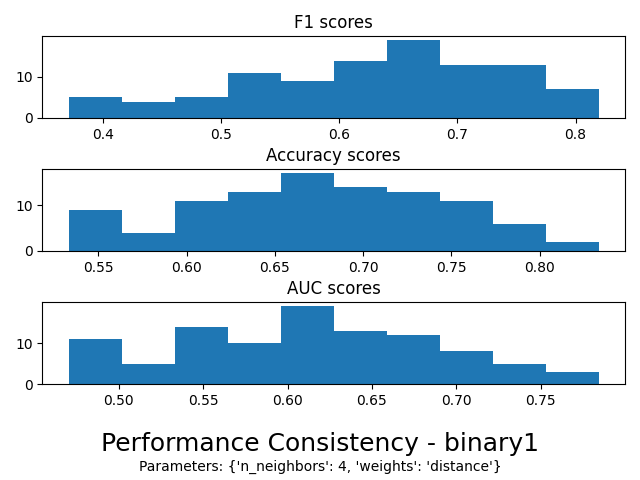 F1 scores
10
0
0.4 0.5 0.6 0.7 0.8
Accuracy scores
10
0
0.55 0.60 0.65 0.70 0.75 0.80
AUC scores
10
0
0.50 0.55 0.60 0.65 0.70 0.75
Performance Consistency - binary1
Parameters: {'n_neighbors': 4, 'weights': 'distance'}